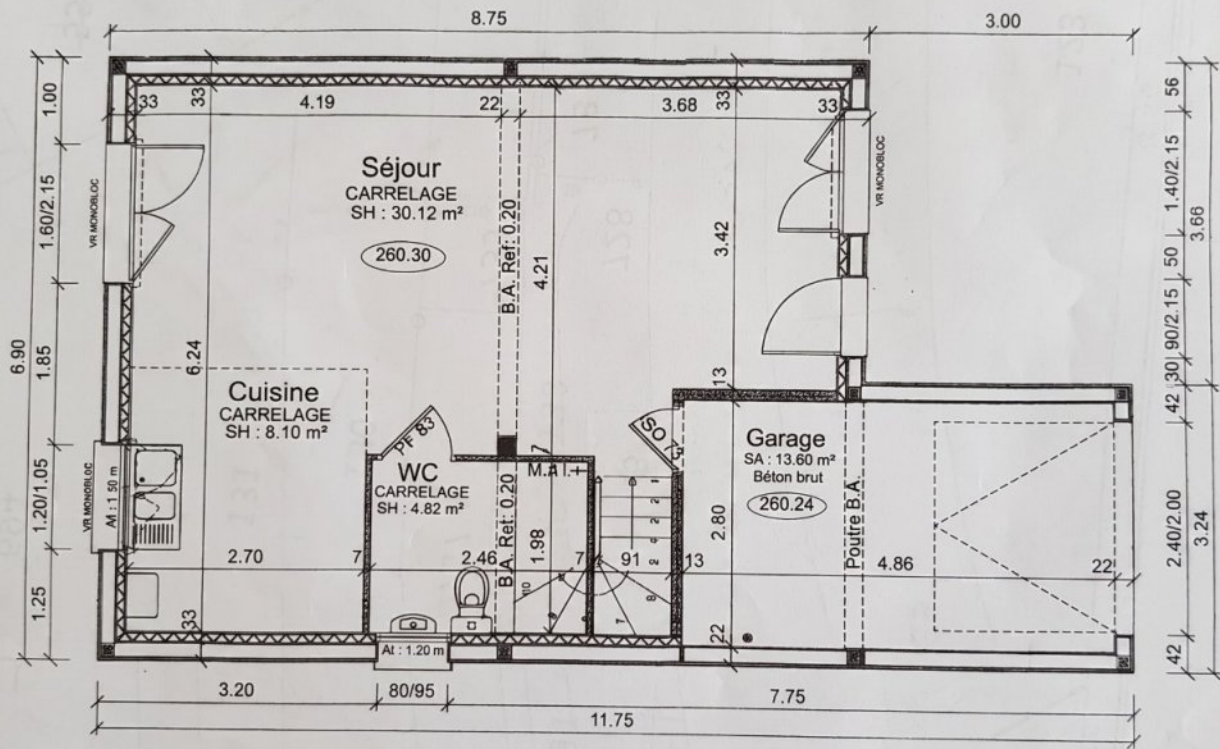 8.75
3.00
33
33
4.19
22
3.68
33
33
1.00
56
Séjour
CARRELAGE
SH : 30.12 m²
260.30
VR MONOBLOC
VR MONOBLOC
1.60/2.15
1.40/2.15
3.66
B.A. Ref: 0.20
4.21
3.42
50
90/2.15
30
6.90
1.85
6.24
13
42
Cuisine
CARRELAGE
SH : 8.10 m²
PF 83
WC
CARRELAGE
SH : 4.82 m²
7
SO 73
Garage
SA : 13.60 m²
Béton brut
260.24
VR MONOBLOC
All : 1.50 m
1.20/1.05
B.A. Ret: 0.20
1.98
2.80
Poutre B.A.
2.40/2.00
3.24
2.70
7
2.46
7
91
13
4.86
22
1.25
33
10
9
8
7
22
42
At : 1.20 m
3.20
80/95
7.75
11.75